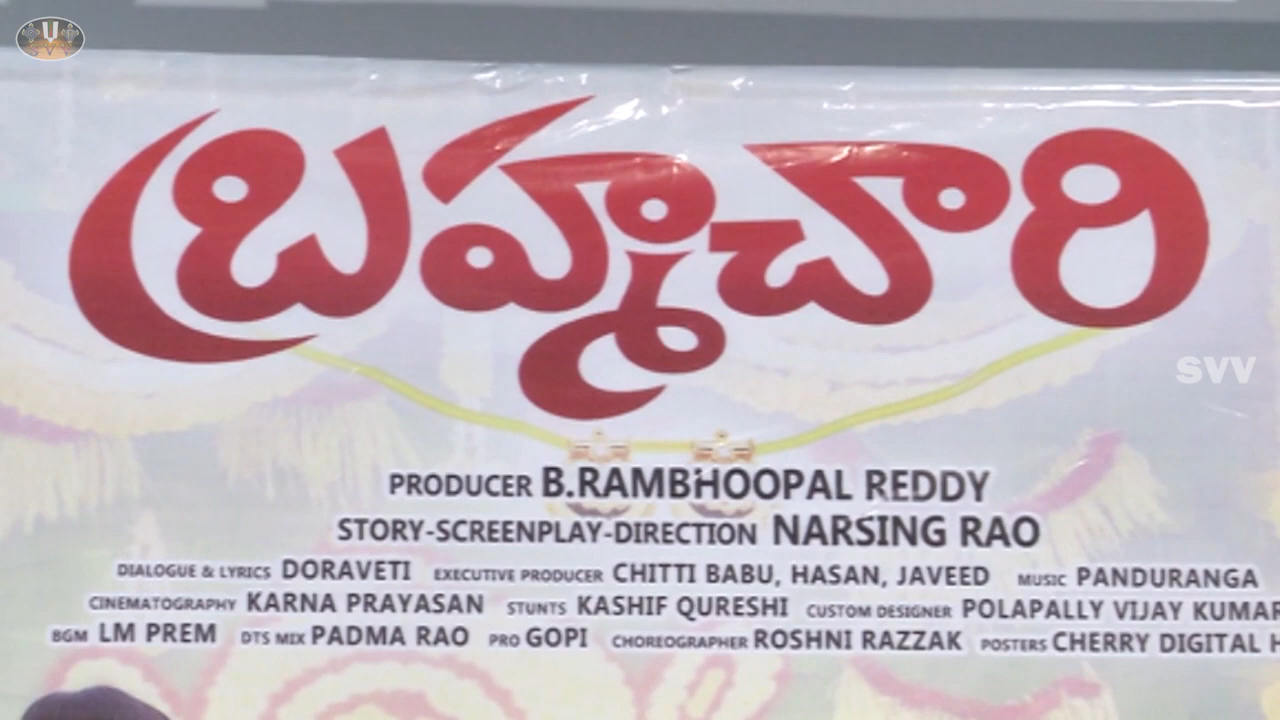 బ్రహ్మచారి
SVV
PRODUCER B.RAMBHOOPAL REDDY
STORY-SCREENPLAY-DIRECTION NARSING RAO
DIALOGUE & LYRICS DORAVETI EXECUTIVE PRODUCER CHITTI BABU, HASAN, JAVEED MUSIC PANDURANGA
CINEMATOGRAPHY KARNA PRAYASAN STUNTS KASHIF QURESHI CUSTOM DESIGNER POLAPALLY VIJAY KUMAR
BGM LM PREM DTS MIX PADMA RAO PRO GOPI CHOREOGRAPHER ROSHNI RAZZAK POSTERS CHERRY DIGITAL H